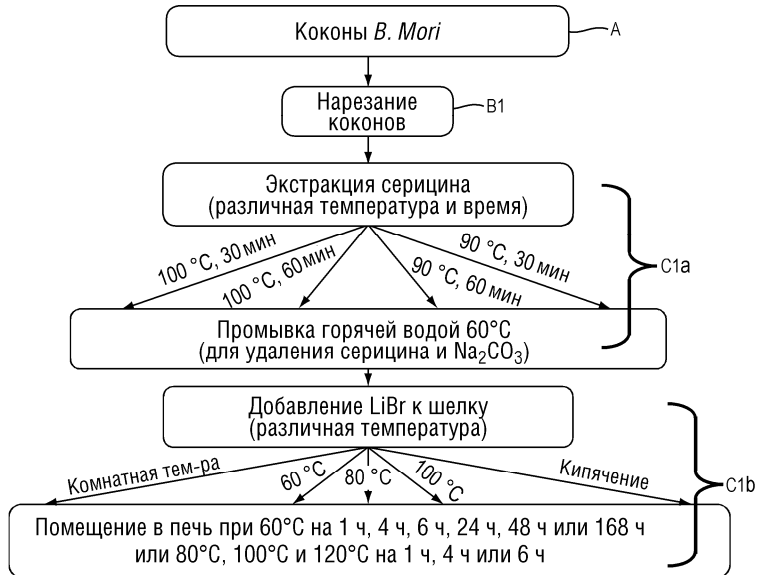 Коконы B. Mori
A
Нарезание
коконов
B1
Экстракция серицина
(различная температура и время)
100 °C, 30 мин
100 °C, 60 мин
90 °C, 60 мин
90 °C, 30 мин
C1a
Промывка горячей водой 60°C
(для удаления серицина и Na₂CO₃)
Добавление LiBr к шелку
(различная температура)
Комнатная тем-ра
60 °C
80 °C
100 °C
Кипячение
C1b
Помещение в печь при 60°C на 1 ч, 4 ч, 6 ч, 24 ч, 48 ч или 168 ч
или 80°C, 100°C и 120°C на 1 ч, 4 ч или 6 ч